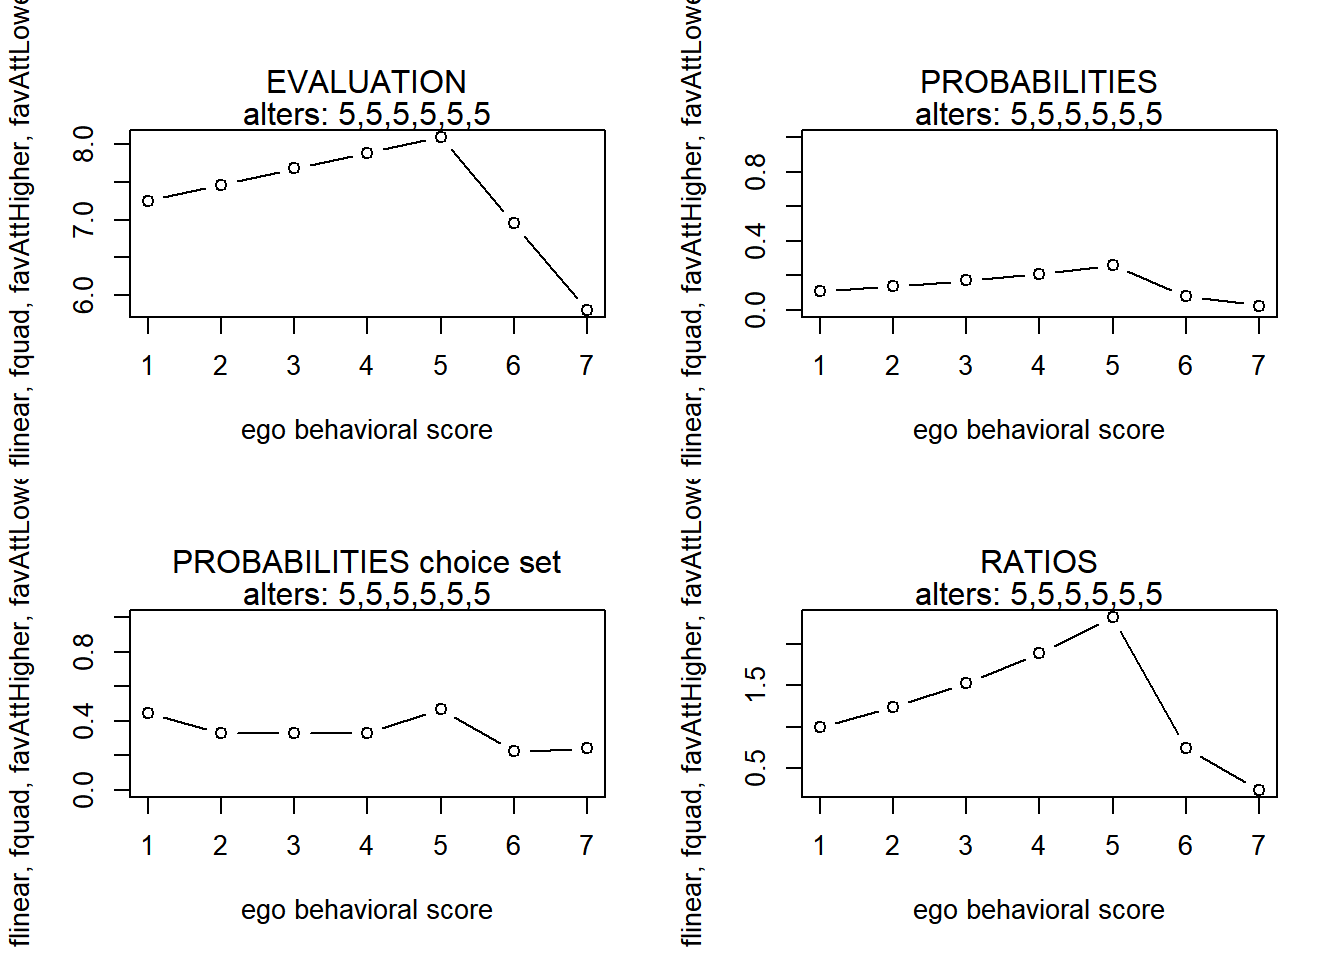 EVALUATION
alters: 5,5,5,5,5,5
flinear, fquad, favAttHigher, favAttLowe
8.0
7.0
6.0
1 2 3 4 5 6 7
ego behavioral score
PROBABILITIES
alters: 5,5,5,5,5,5
flinear, fquad, favAttHigher, favAttLowe
0.8
0.4
0.0
1 2 3 4 5 6 7
ego behavioral score
PROBABILITIES choice set
alters: 5,5,5,5,5,5
flinear, fquad, favAttHigher, favAttLowe
0.8
0.4
0.0
1 2 3 4 5 6 7
ego behavioral score
RATIOS
alters: 5,5,5,5,5,5
flinear, fquad, favAttHigher, favAttLowe
1.5
0.5
1 2 3 4 5 6 7
ego behavioral score